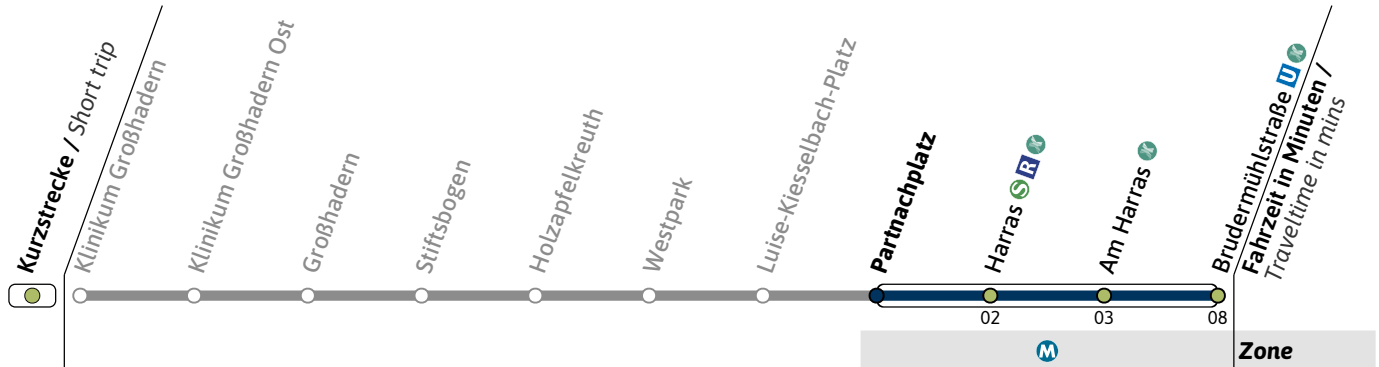 Kurzstrecke / Short trip
Klinikum Großhadern
Klinikum Großhadern Ost
Großhadern
Stiftsbogen
Holzapfelkreuth
Westpark
Luise-Kiesselbach-Platz
Partnachplatz
Harras S R
Am Harras
Brudermühlstraße U
Fahrzeit in Minuten /
Traveltime in mins
02
03
08
M
Zone